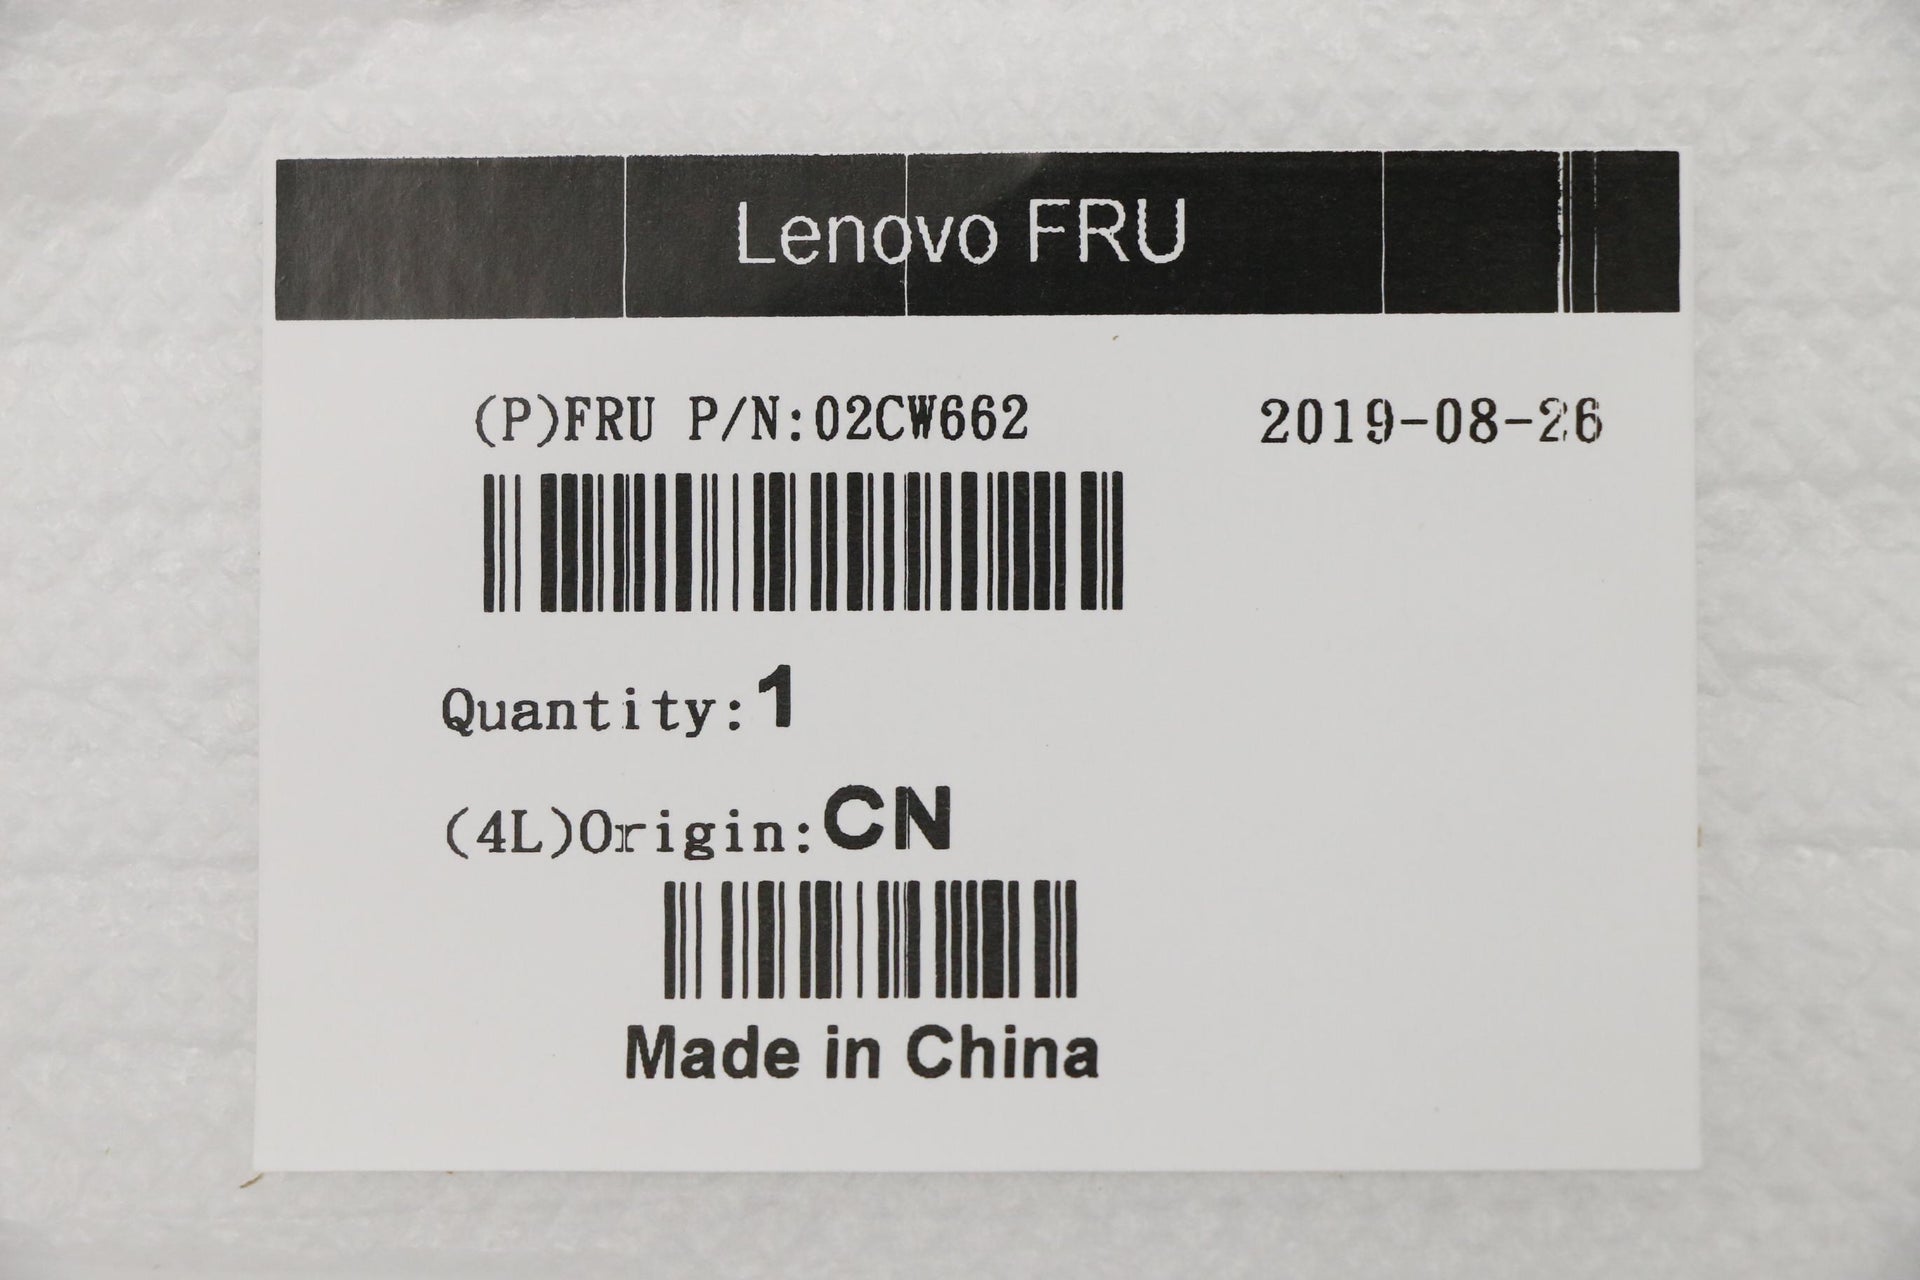 Lenovo FRU
(P)FRU P/N:02CW662 2019-08-26
Quantity:1
(4L)Origin:CN
Made in China